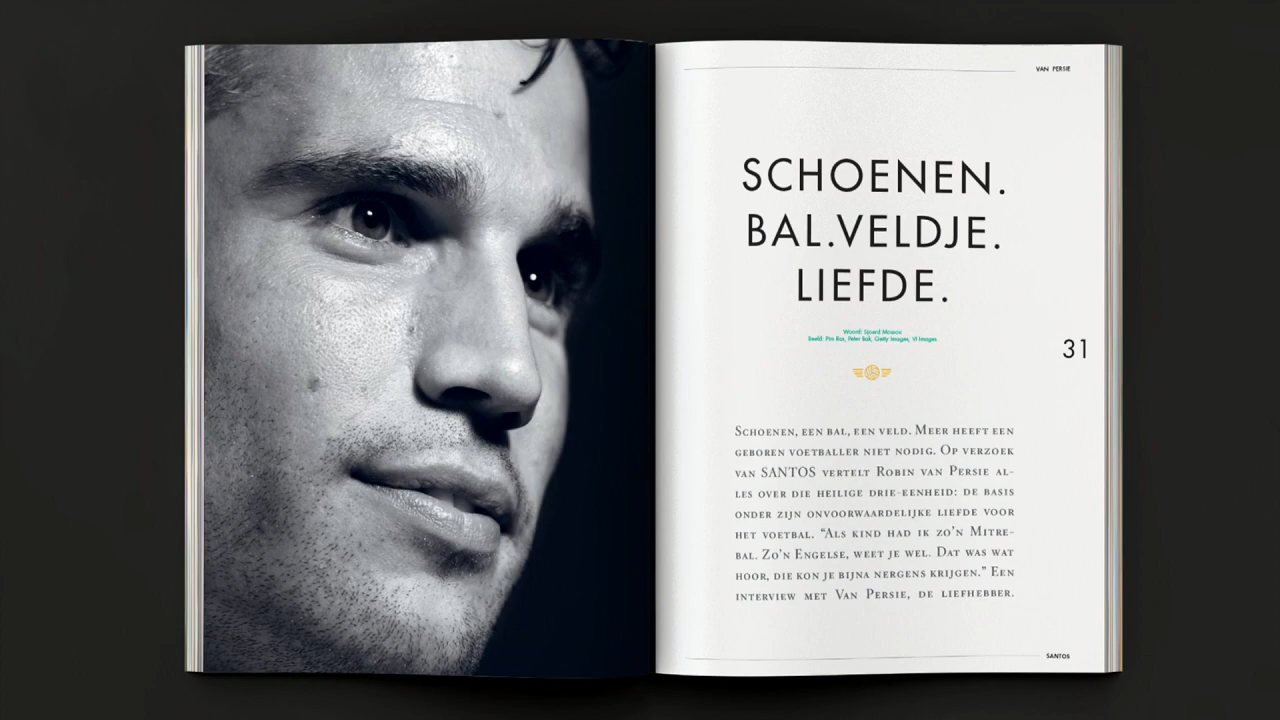 VAN PERSIE
SCHOENEN.
BAL.VELDJE.
LIEFDE.
Woord: Sjoerd Mossou
Beeld: Pim Ras, Peter Bak, Getty Images, VI Images
31
SCHOENEN, EEN BAL, EEN VELD. MEER HEEFT EEN
GEBOREN VOETBALLER NIET NODIG. OP VERZOEK
VAN SANTOS VERTELT ROBIN VAN PERSIE AL-
LES OVER DIE HEILIGE DRIE-EENHEID: DE BASIS
ONDER ZIJN ONVOORWAARDELIJKE LIEFDE VOOR
HET VOETBAL. “ALS KIND HAD IK ZO’N MITRE-
BAL. ZO’N ENGELSE, WEET JE WEL. DAT WAS WAT
HOOR, DIE KON JE BIJNA NERGENS KRIJGEN.” EEN
INTERVIEW MET VAN PERSIE, DE LIEFHEBBER.
SANTOS